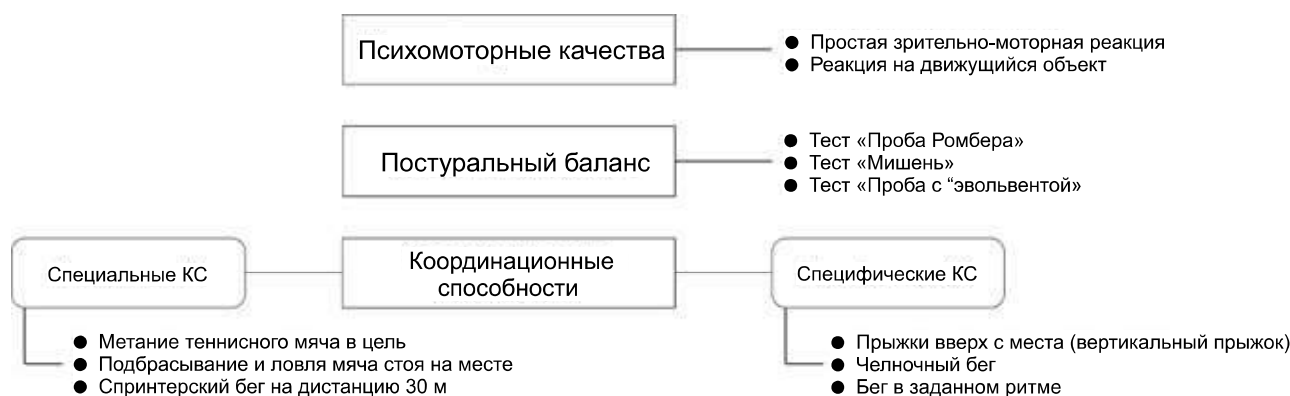 Психомоторные качества
● Простая зрительно-моторная реакция
● Реакция на движущийся объект
Постуральный баланс
● Тест «Проба Ромбера»
● Тест «Мишень»
● Тест «Проба с “эвольвентой»
Специальные КС
Координационные
способности
Специфические КС
● Метание теннисного мяча в цель
● Подбрасывание и ловля мяча стоя на месте
● Спринтерский бег на дистанцию 30 м
● Прыжки вверх с места (вертикальный прыжок)
● Челночный бег
● Бег в заданном ритме